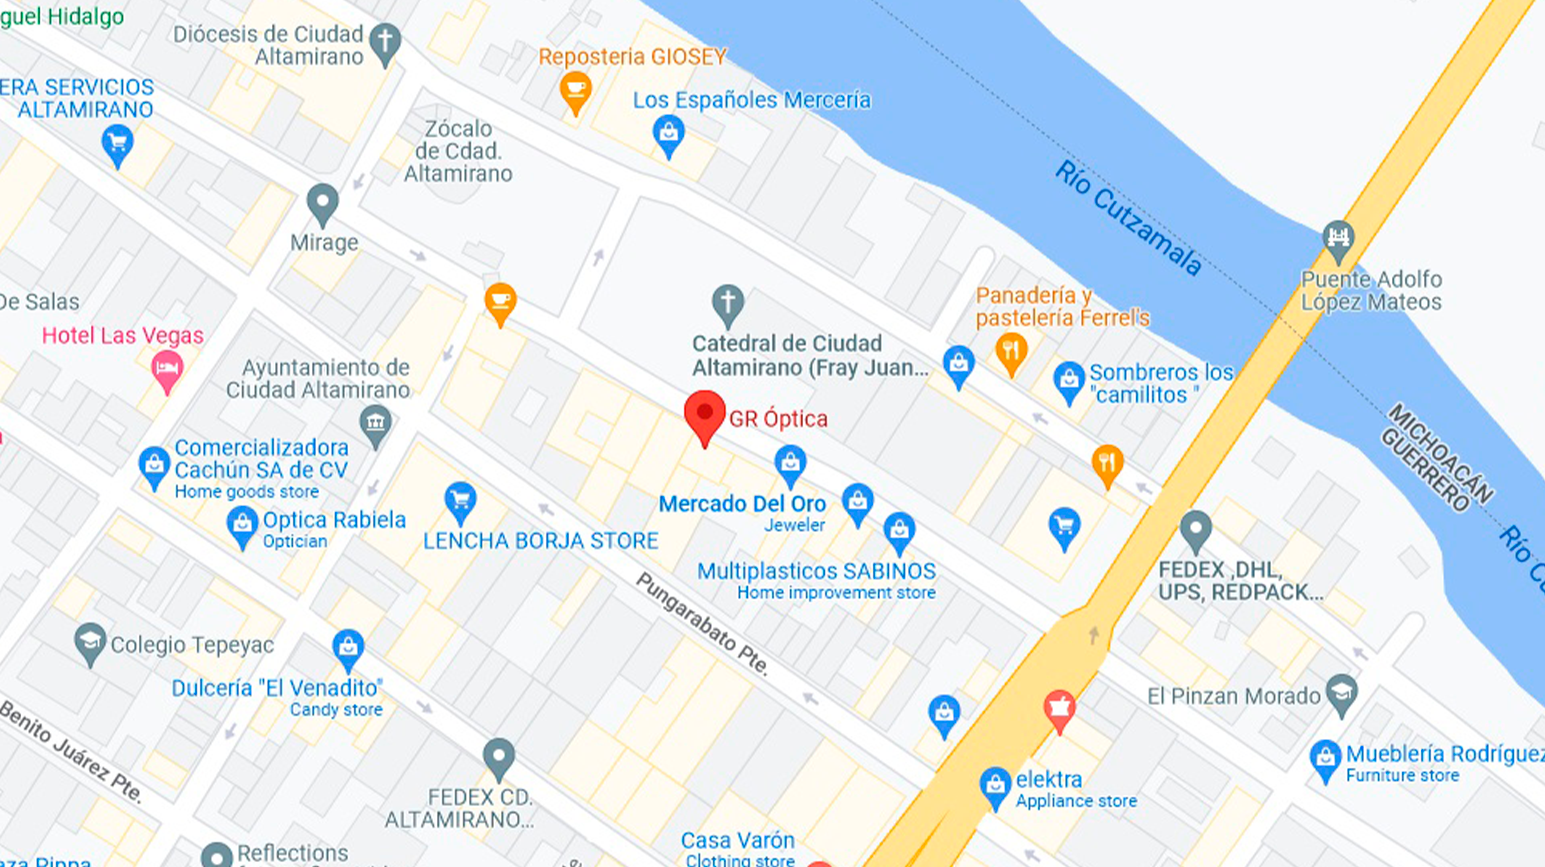 guel Hidalgo
Diócesis de Ciudad
Altamirano
Reposteria GIOSEY
ERA SERVICIOS
ALTAMIRANO
Los Españoles Mercería
Zócalo
de Cdad.
Altamirano
Río Cutzamala
Mirage
Puente Adolfo
López Mateos
De Salas
Panadería y
pastelería Ferrel's
Hotel Las Vegas
Catedral de Ciudad
Altamirano (Fray Juan...
Ayuntamiento de
Ciudad Altamirano
Sombreros los
"camilitos "
GR Óptica
MICHOACÁN
GUERRERO
Comercializadora
Cachún SA de CV
Home goods store
Mercado Del Oro
Jeweler
Optica Rabiela
Optician
LENCHA BORJA STORE
Río Cu
Multiplasticos SABINOS
Home improvement store
FEDEX ,DHL,
UPS, REDPACK...
Pungarabato Pte.
Colegio Tepeyac
Dulcería "El Venadito"
Candy store
El Pinzan Morado
Benito Juárez Pte.
Mueblería Rodríguez
Furniture store
elektra
Appliance store
FEDEX CD.
ALTAMIRANO...
Casa Varón
Clothing store
Reflections
aza Pippa